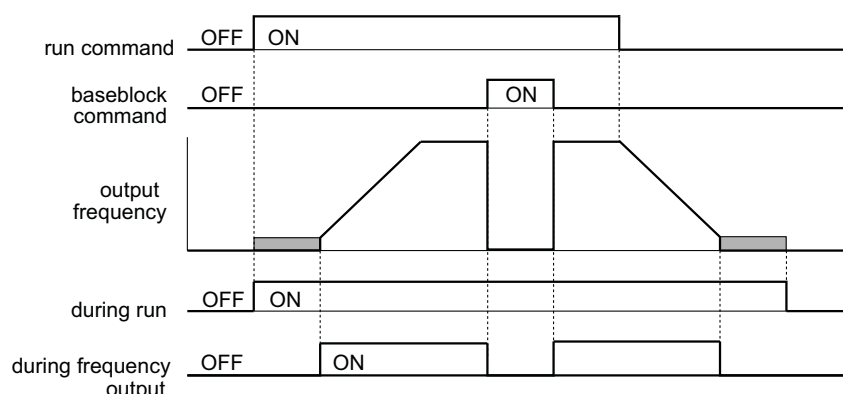 run command OFF ON
baseblock
command OFF ON
output
frequency
during run OFF ON
during frequency
output OFF ON